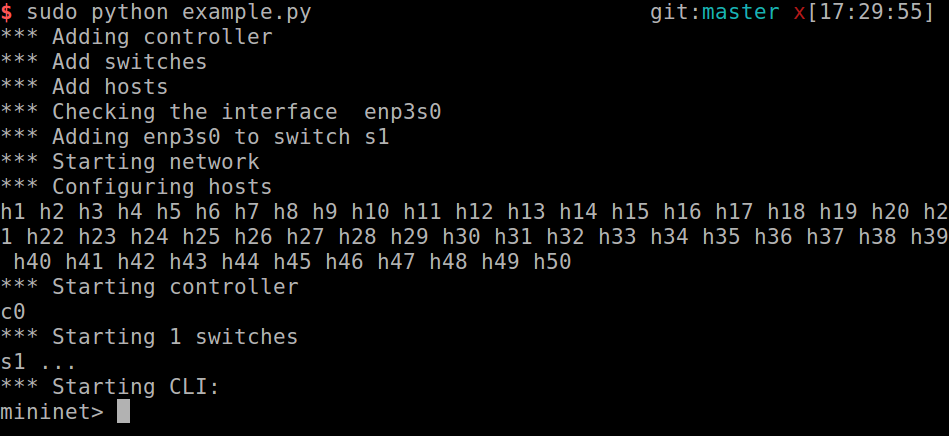 $ sudo python example.py git:master x[17:29:55]
*** Adding controller
*** Add switches
*** Add hosts
*** Checking the interface  enp3s0
*** Adding enp3s0 to switch s1
*** Starting network
*** Configuring hosts
h1 h2 h3 h4 h5 h6 h7 h8 h9 h10 h11 h12 h13 h14 h15 h16 h17 h18 h19 h20 h2
1 h22 h23 h24 h25 h26 h27 h28 h29 h30 h31 h32 h33 h34 h35 h36 h37 h38 h39
 h40 h41 h42 h43 h44 h45 h46 h47 h48 h49 h50
*** Starting controller
c0
*** Starting 1 switches
s1 ...
*** Starting CLI:
mininet>